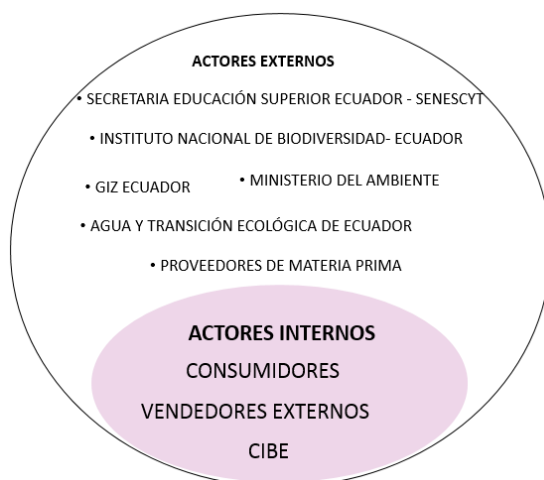 ACTORES EXTERNOS
• SECRETARIA EDUCACIÓN SUPERIOR ECUADOR - SENESCYT
• INSTITUTO NACIONAL DE BIODIVERSIDAD- ECUADOR
• GIZ ECUADOR
• MINISTERIO DEL AMBIENTE
• AGUA Y TRANSICIÓN ECOLÓGICA DE ECUADOR
• PROVEEDORES DE MATERIA PRIMA
ACTORES INTERNOS
CONSUMIDORES
VENDEDORES EXTERNOS
CIBE